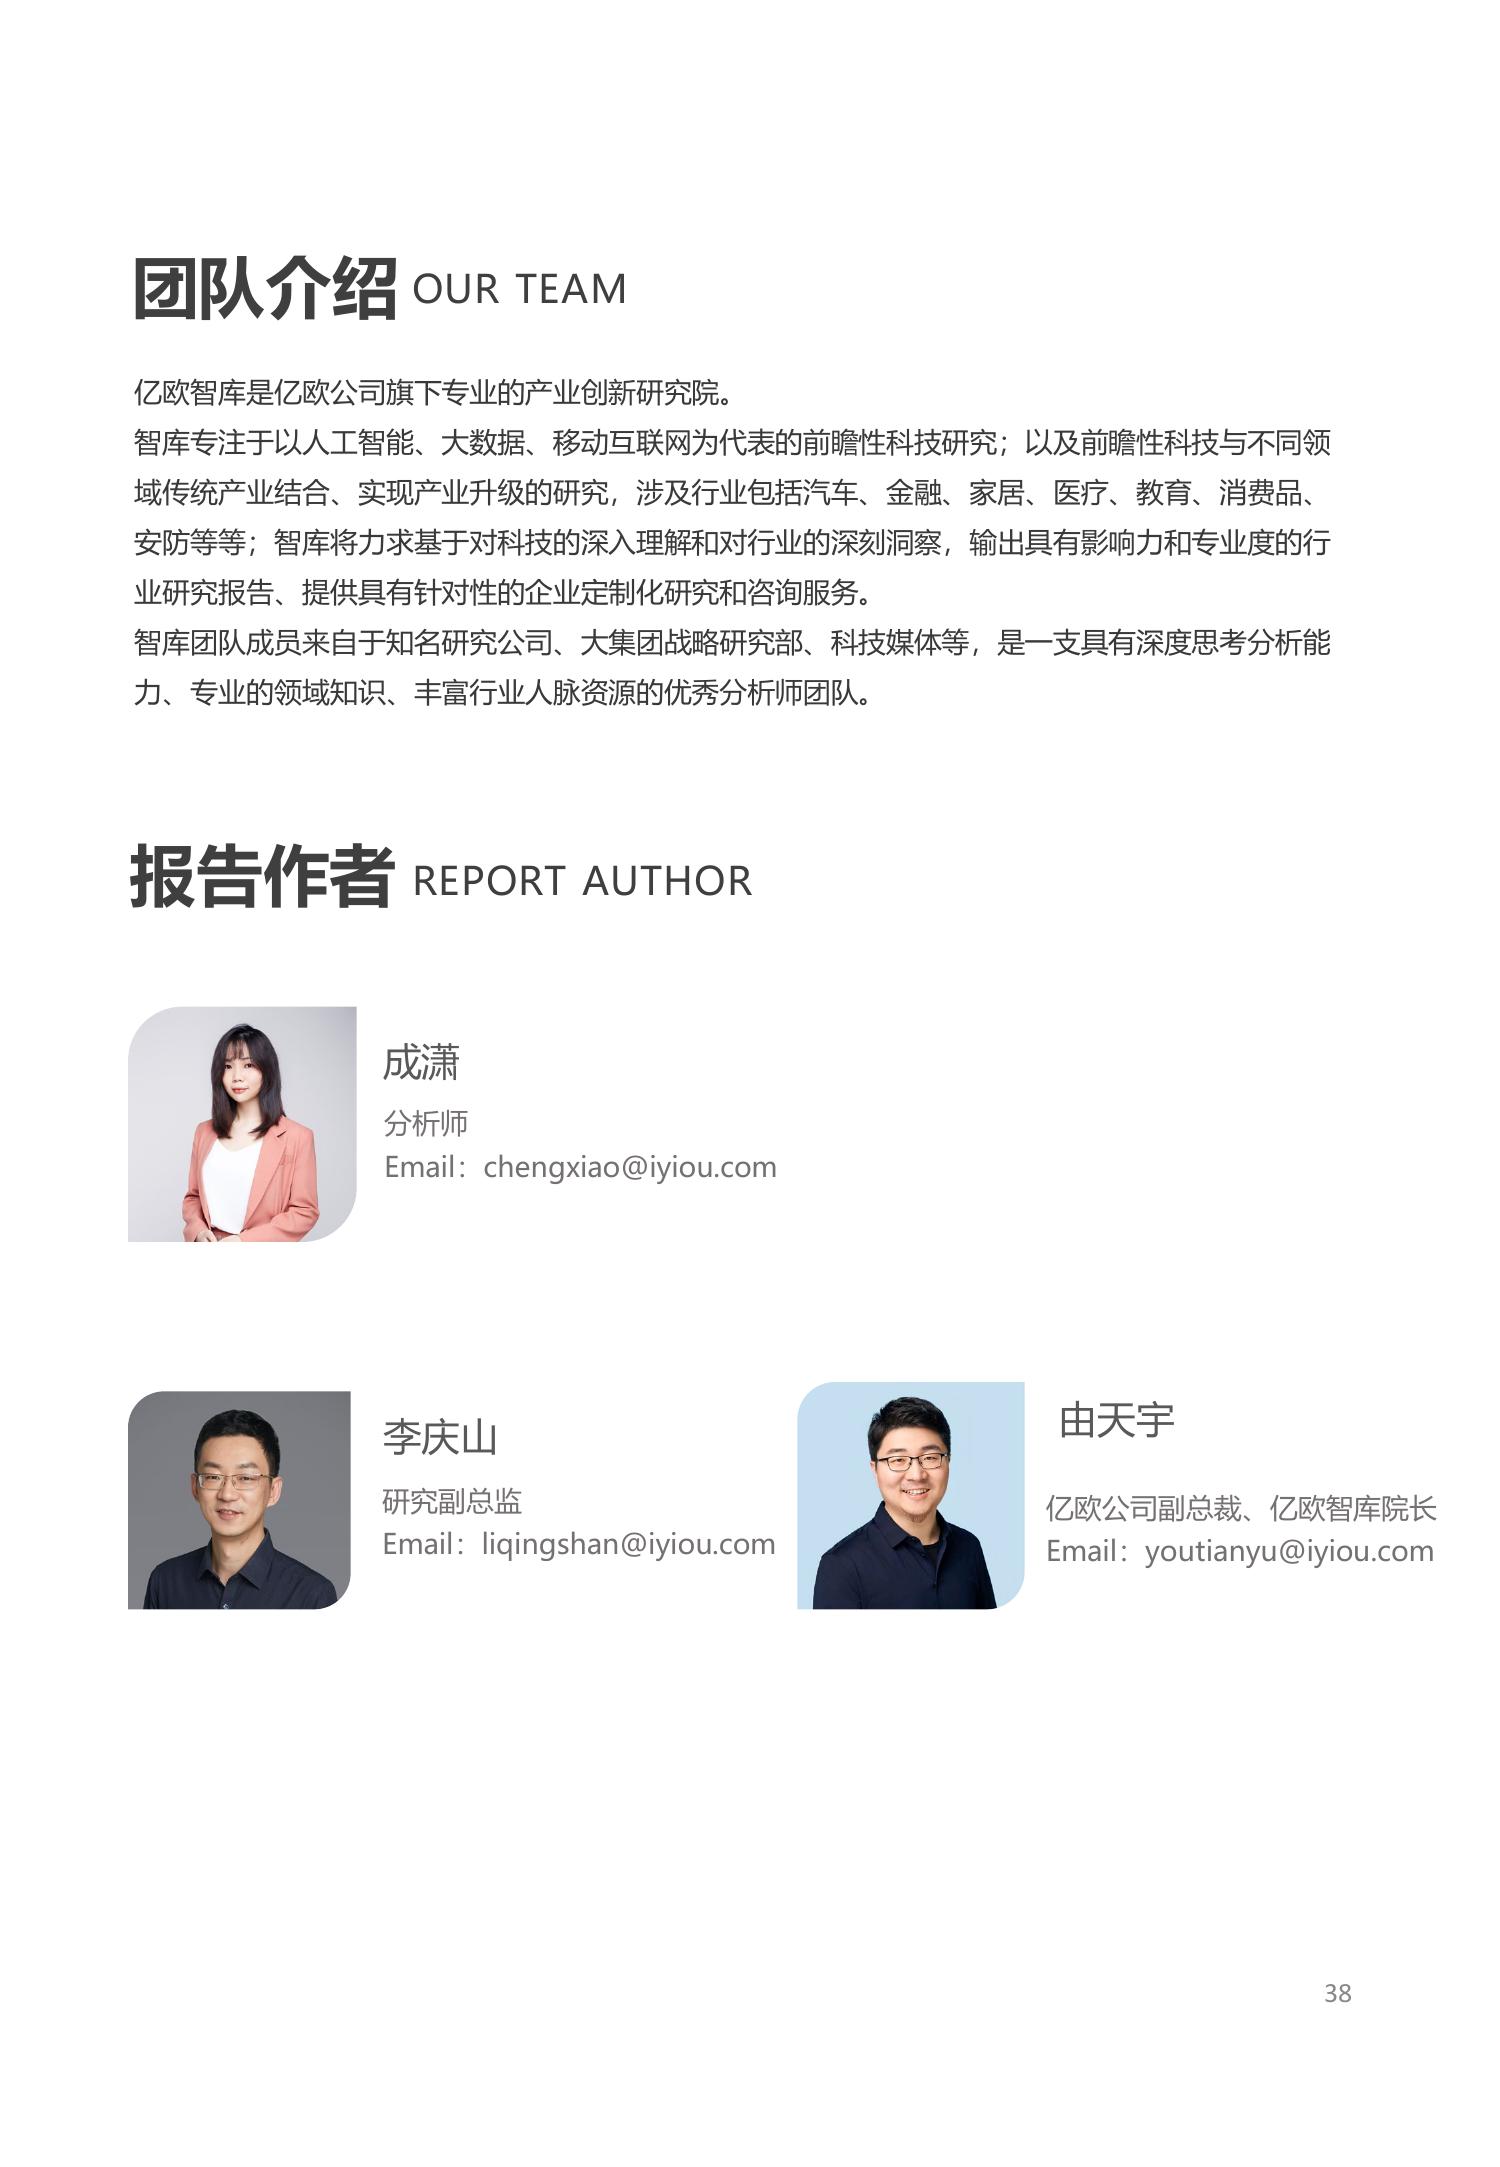 团队介绍 OUR TEAM
亿欧智库是亿欧公司旗下专业的产业创新研究院。
智库专注于以人工智能、大数据、移动互联网为代表的前瞻性科技研究；以及前瞻性科技与不同领
域传统产业结合、实现产业升级的研究，涉及行业包括汽车、金融、家居、医疗、教育、消费品、
安防等等；智库将力求基于对科技的深入理解和对行业的深刻洞察，输出具有影响力和专业度的行
业研究报告、提供具有针对性的企业定制化研究和咨询服务。
智库团队成员来自于知名研究公司、大集团战略研究部、科技媒体等，是一支具有深度思考分析能
力、专业的领域知识、丰富行业人脉资源的优秀分析师团队。
报告作者 REPORT AUTHOR
成潇
分析师
Email：chengxiao@iyiou.com
李庆山
研究副总监
Email：liqingshan@iyiou.com
由天宇
亿欧公司副总裁、亿欧智库院长
Email：youtianyu@iyiou.com
38